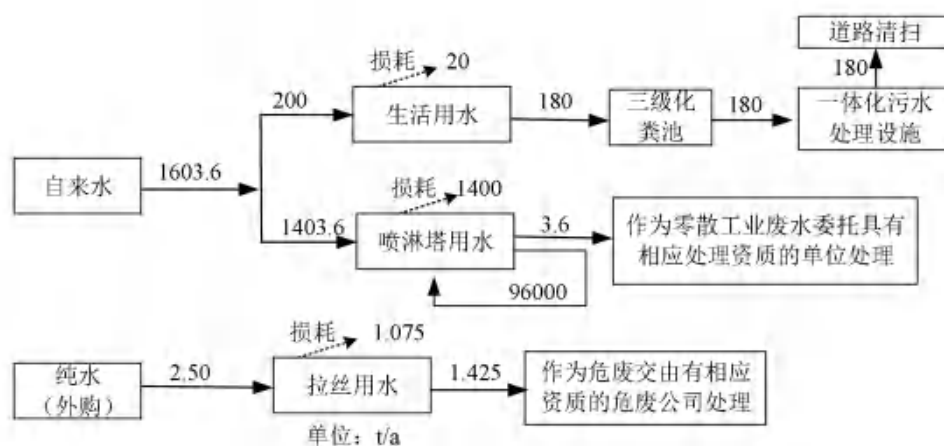 道路清扫
180
损耗 20
200
生活用水
180
三级化
粪池
180
一体化污水
处理设施
自来水
1603.6
损耗 1400
1403.6
喷淋塔用水
3.6
作为零散工业废水委托具有
相应处理资质的单位处理
96000
损耗 1.075
纯水
（外购）
2.50
拉丝用水
1.425
作为危废交由有相应
资质的危废公司处理
单位：t/a